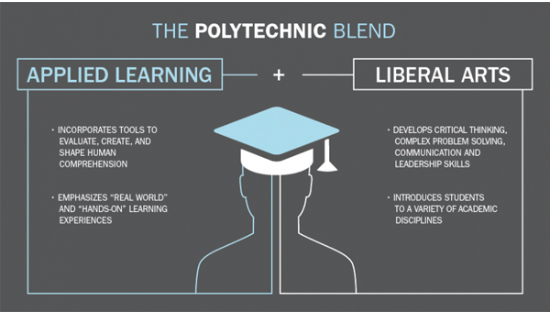 THE POLYTECHNIC BLEND
APPLIED LEARNING
+
LIBERAL ARTS
• INCORPORATES TOOLS TO
EVALUATE, CREATE, AND
SHAPE HUMAN
COMPREHENSION
• EMPHASIZES “REAL WORLD”
AND “HANDS-ON” LEARNING
EXPERIENCES
• DEVELOPS CRITICAL THINKING,
COMPLEX PROBLEM SOLVING,
COMMUNICATION AND
LEADERSHIP SKILLS
• INTRODUCES STUDENTS
TO A VARIETY OF ACADEMIC
DISCIPLINES